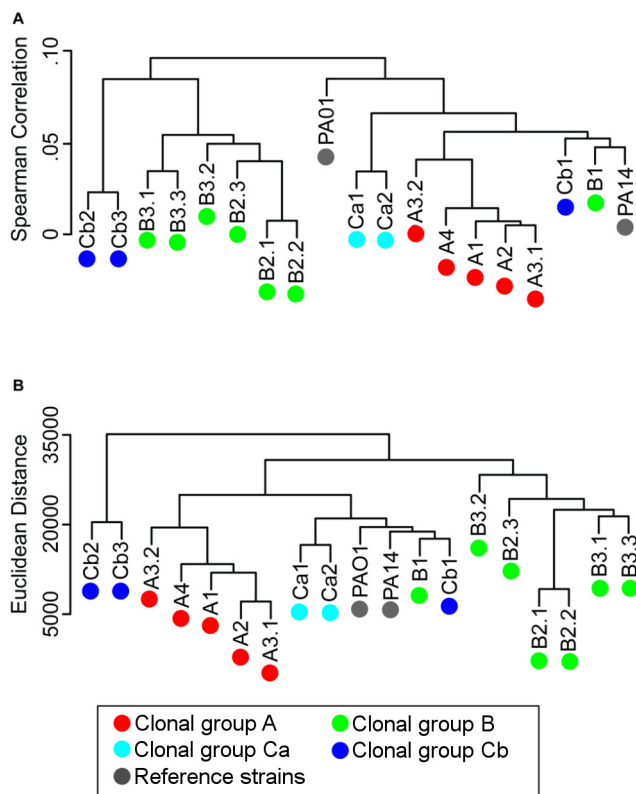 A
Spearman Correlation
.10
.05
0
Cb2
Cb3
B3.1
B3.3
B3.2
B2.3
B2.1
B2.2
PA01
Ca1
Ca2
A3.2
A4
A1
A2
A3.1
Cb1
B1
PA14
B
Euclidean Distance
35000
20000
5000
Cb2
Cb3
A3.2
A4
A1
A2
A3.1
Ca1
Ca2
PAO1
PA14
B1
Cb1
B3.2
B2.3
B2.1
B2.2
B3.1
B3.3
Clonal group A
Clonal group B
Clonal group Ca
Clonal group Cb
Reference strains